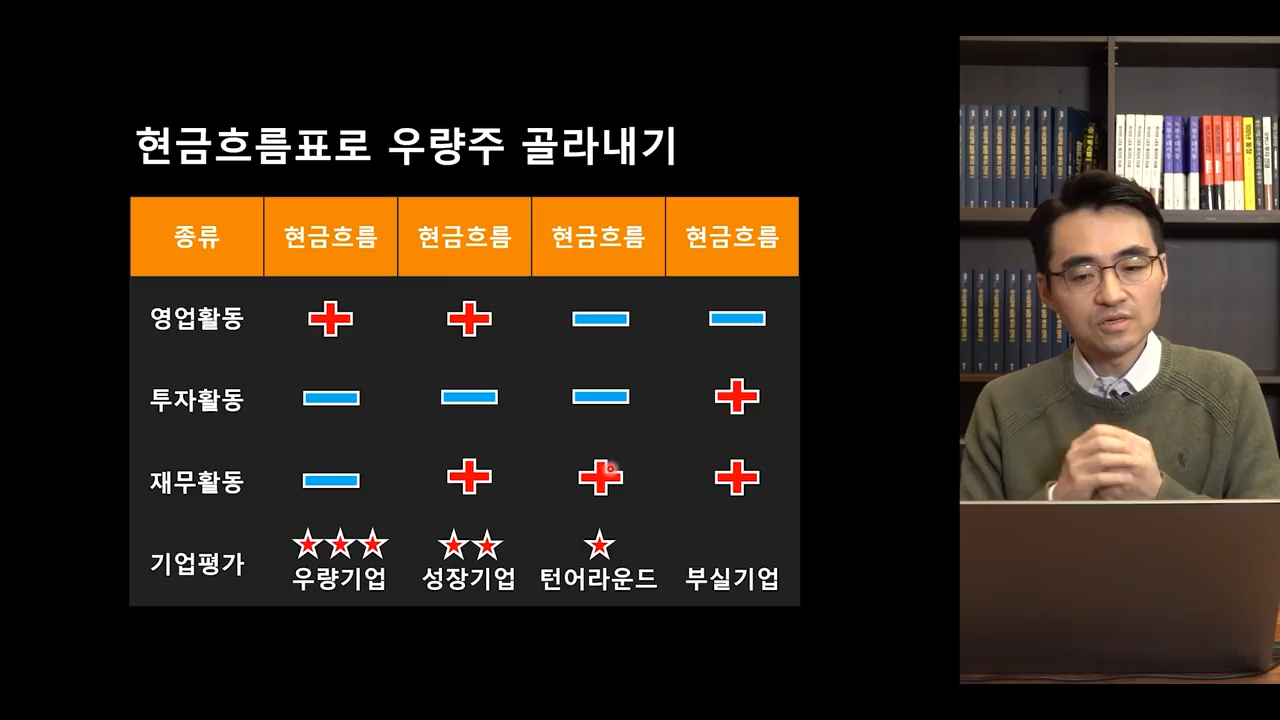 현금흐름표로 우량주 골라내기
종류 현금흐름 현금흐름 현금흐름 현금흐름
영업활동
투자활동
재무활동
기업평가 우량기업 성장기업 턴어라운드 부실기업